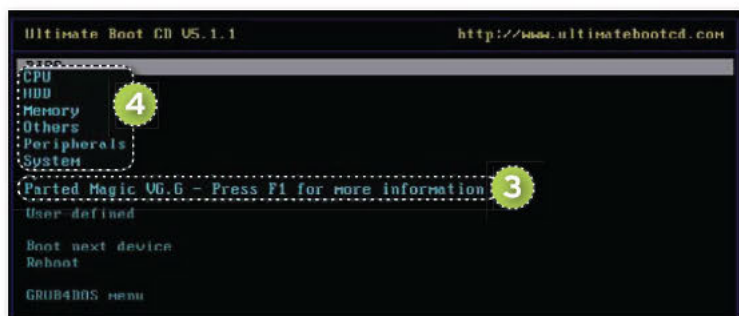 Ultimate Boot CD V5.1.1 http://www.ultimatebootcd.com
BIOS
CPU
HDD
Memory
Others
Peripherals
System
4
Parted Magic V6.6 - Press F1 for more information
3
User-defined
Boot next device
Reboot
GRUB4DOS menu